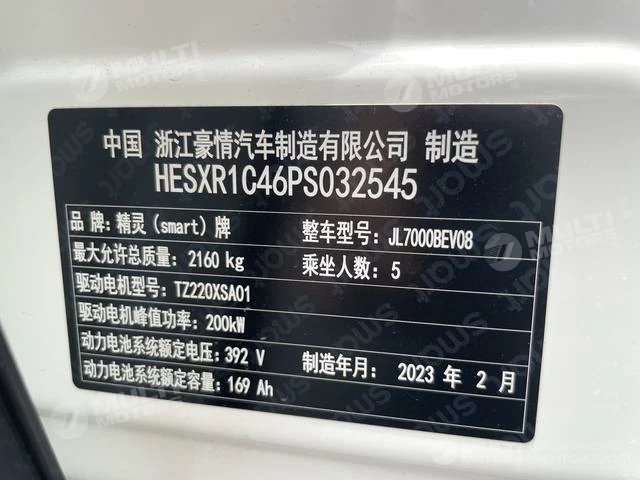 中国 浙江豪情汽车制造有限公司 制造
HESXR1C46PS032545
品 牌: 精灵(smart)牌 整车型号: JL7000BEV08
最大允许总质量: 2160 kg 乘坐人数: 5
驱动电机型号: TZ220XSA01
驱动电机峰值功率: 200kW
动力电池系统额定电压: 392 V 制造年月: 2023 年 2 月
动力电池系统额定容量: 169 Ah
MULTI MOTORS